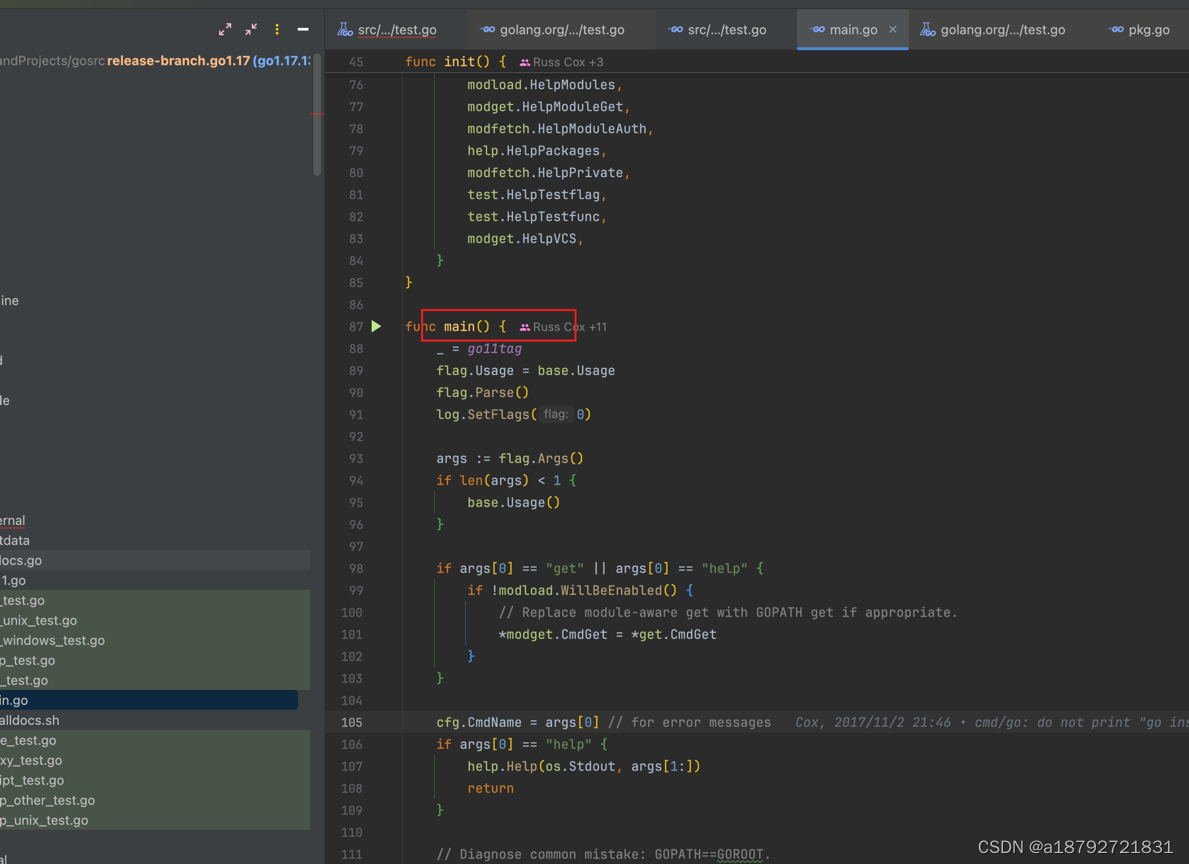 src/.../test.go
golang.org/.../test.go
src/.../test.go
main.go
golang.org/.../test.go
pkg.go
andProjects/gosrc release-branch.go1.17 (go1.17.1
ine
d
le
ernal
tdata
locs.go
1.go
_test.go
_unix_test.go
_windows_test.go
p_test.go
_test.go
in.go
alldocs.sh
e_test.go
xy_test.go
ipt_test.go
p_other_test.go
p_unix_test.go
al
45 func init() { Russ Cox +3
76 modload.HelpModules,
77 modget.HelpModuleGet,
78 modfetch.HelpModuleAuth,
79 help.HelpPackages,
80 modfetch.HelpPrivate,
81 test.HelpTestflag,
82 test.HelpTestfunc,
83 modget.HelpVCS,
84 }
85 }
86
87 func main() { Russ Cox +11
88 _ = go11tag
89 flag.Usage = base.Usage
90 flag.Parse()
91 log.SetFlags( flag: 0)
92
93 args := flag.Args()
94 if len(args) < 1 {
95 base.Usage()
96 }
97
98 if args[0] == "get" || args[0] == "help" {
99 if !modload.WillBeEnabled() {
100 // Replace module-aware get with GOPATH get if appropriate.
101 *modget.CmdGet = *get.CmdGet
102 }
103 }
104
105 cfg.CmdName = args[0] // for error messages Cox, 2017/11/2 21:46 • cmd/go: do not print "go ins
106 if args[0] == "help" {
107 help.Help(os.Stdout, args[1:])
108 return
109 }
110
111 // Diagnose common mistake: GOPATH==GOROOT.
CSDN @a18792721831